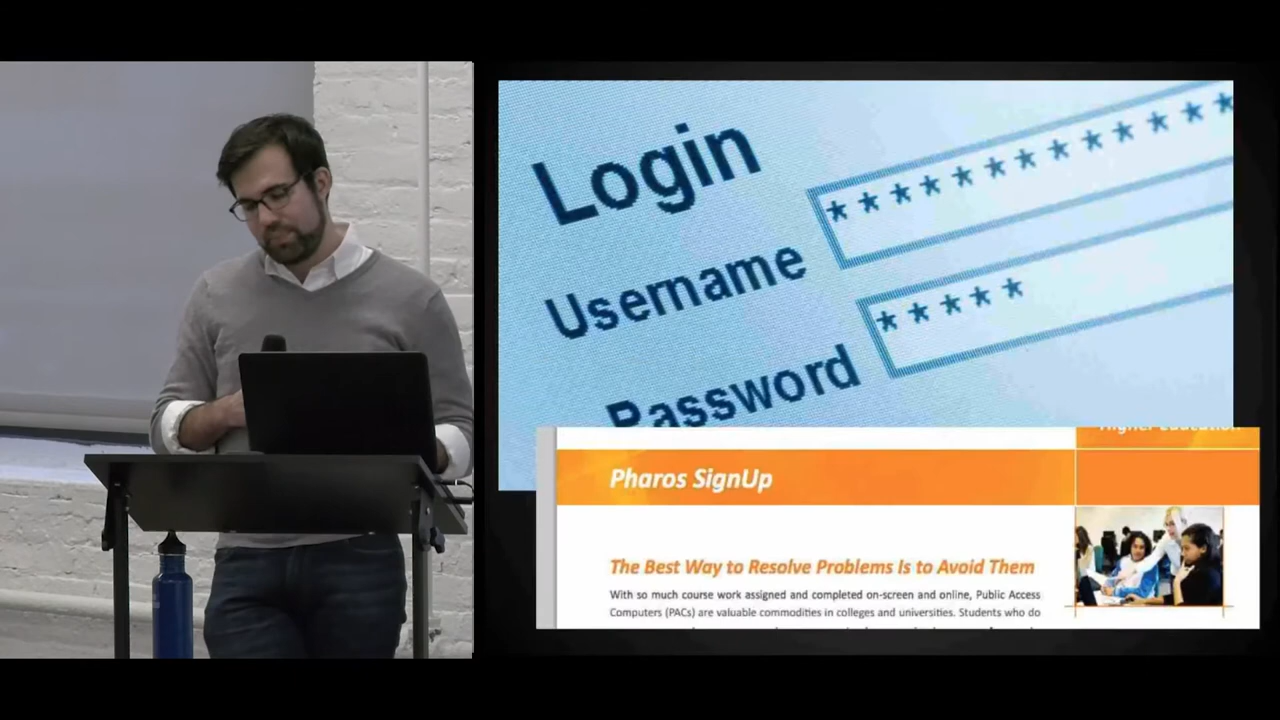 Login
Username
***********
Password
*****
Higher Education
Pharos SignUp
The Best Way to Resolve Problems Is to Avoid Them
With so much course work assigned and completed on-screen and online, Public Access
Computers (PACs) are valuable commodities in colleges and universities. Students who do